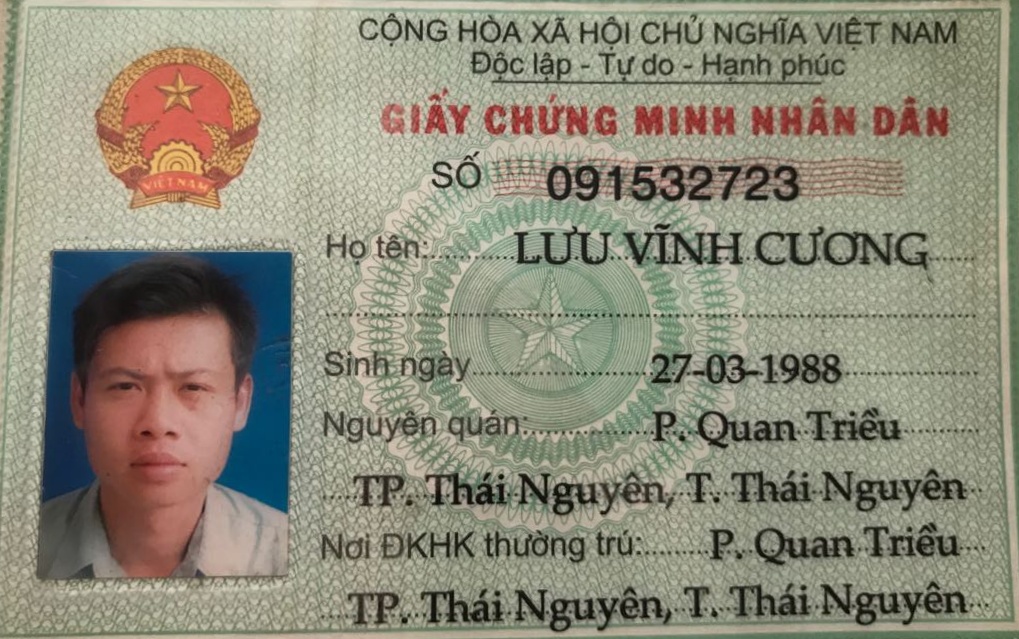 CỘNG HÒA XÃ HỘI CHỦ NGHĨA VIỆT NAM
Độc lập - Tự do - Hạnh phúc
GIẤY CHỨNG MINH NHÂN DÂN
SỐ 091532723
VIỆT NAM
Họ tên: LƯU VĨNH CƯƠNG
Sinh ngày 27-03-1988
Nguyên quán: P. Quan Triều
TP. Thái Nguyên, T. Thái Nguyên
Nơi ĐKHK thường trú: P. Quan Triều
TP. Thái Nguyên, T. Thái Nguyên